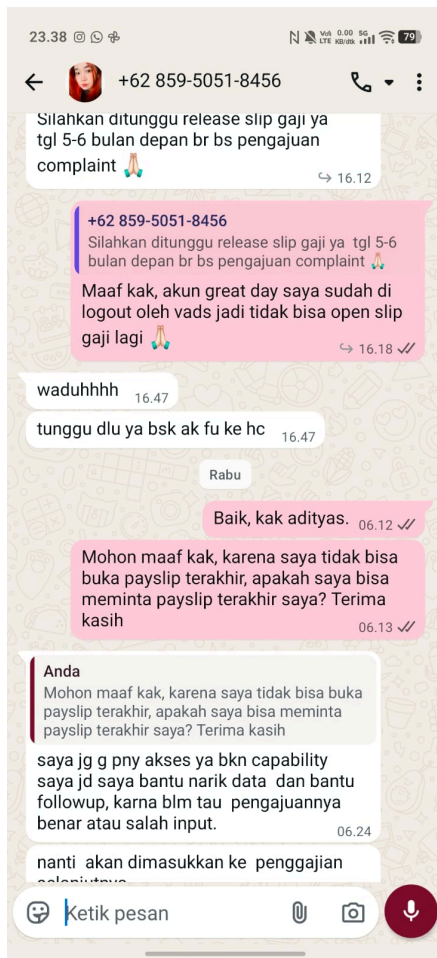 23.38
Vo) 0.00 5G
LTE KB/dtk
79
+62 859-5051-8456
Silahkan ditunggu release slip gaji ya
tgl 5-6 bulan depan br bs pengajuan
complaint 🙏🏻
16.12
+62 859-5051-8456
Silahkan ditunggu release slip gaji ya tgl 5-6
bulan depan br bs pengajuan complaint 🙏🏻
Maaf kak, akun great day saya sudah di
logout oleh vads jadi tidak bisa open slip
gaji lagi 🙏🏻
16.18
waduhhhh 16.47
tunggu dlu ya bsk ak fu ke hc 16.47
Rabu
Baik, kak adityas. 06.12
Mohon maaf kak, karena saya tidak bisa
buka payslip terakhir, apakah saya bisa
meminta payslip terakhir saya? Terima
kasih
06.13
Anda
Mohon maaf kak, karena saya tidak bisa buka
payslip terakhir, apakah saya bisa meminta
payslip terakhir saya? Terima kasih
saya jg g pny akses ya bkn capability
saya jd saya bantu narik data dan bantu
followup, karna blm tau pengajuannya
benar atau salah input.
06.24
nanti akan dimasukkan ke penggajian
selanjutnya
Ketik pesan